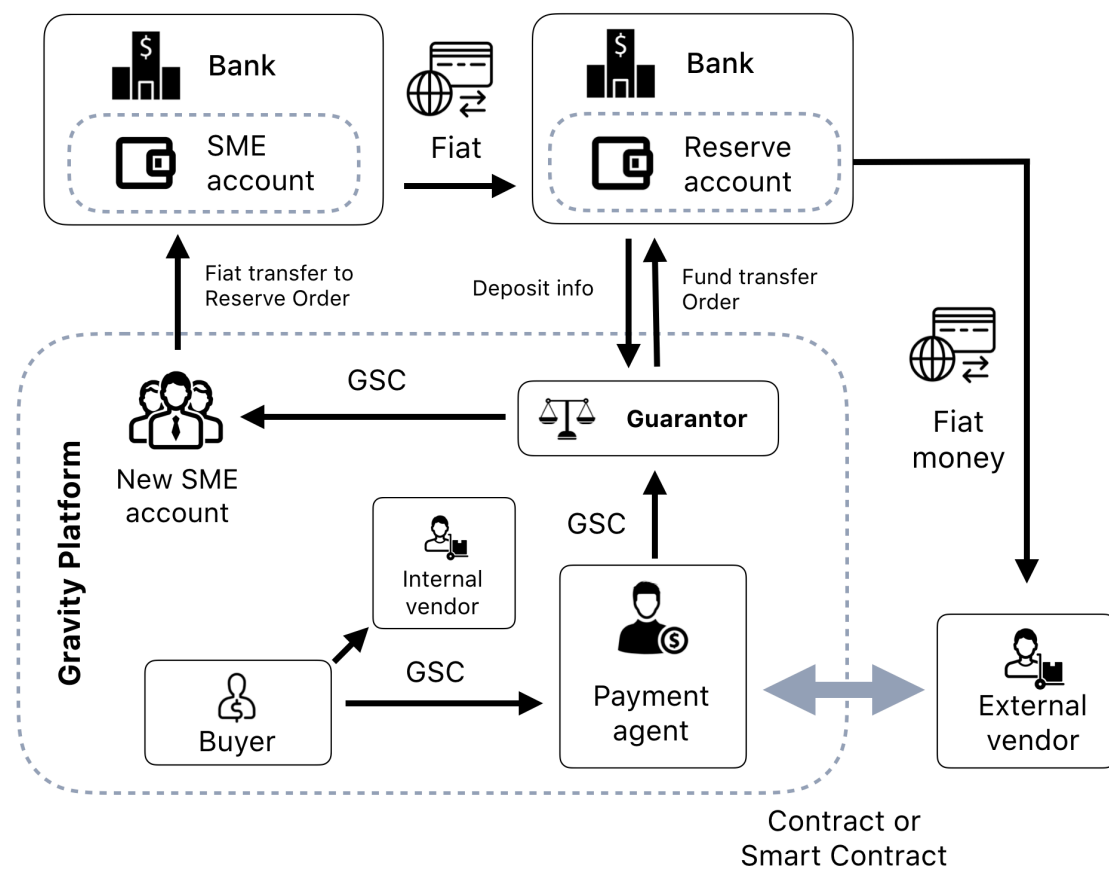 Bank
SME
account
Fiat
Bank
Reserve
account
Fiat transfer to
Reserve Order
Deposit info
Fund transfer
Order
Gravity Platform
New SME
account
GSC
Guarantor
Fiat
money
Internal
vendor
GSC
Buyer
GSC
Payment
agent
External
vendor
Contract or
Smart Contract